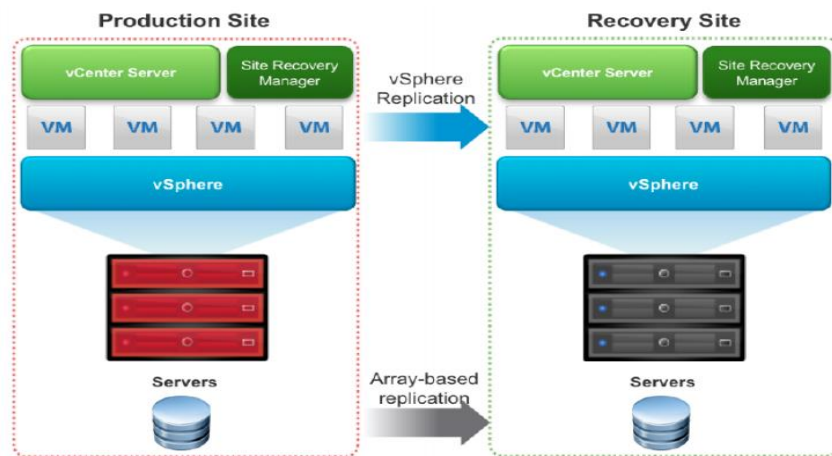 Production Site
vCenter Server
Site Recovery
Manager
VM VM VM VM
vSphere
Servers
vSphere
Replication
Array-based
replication
Recovery Site
vCenter Server
Site Recovery
Manager
VM VM VM VM
vSphere
Servers